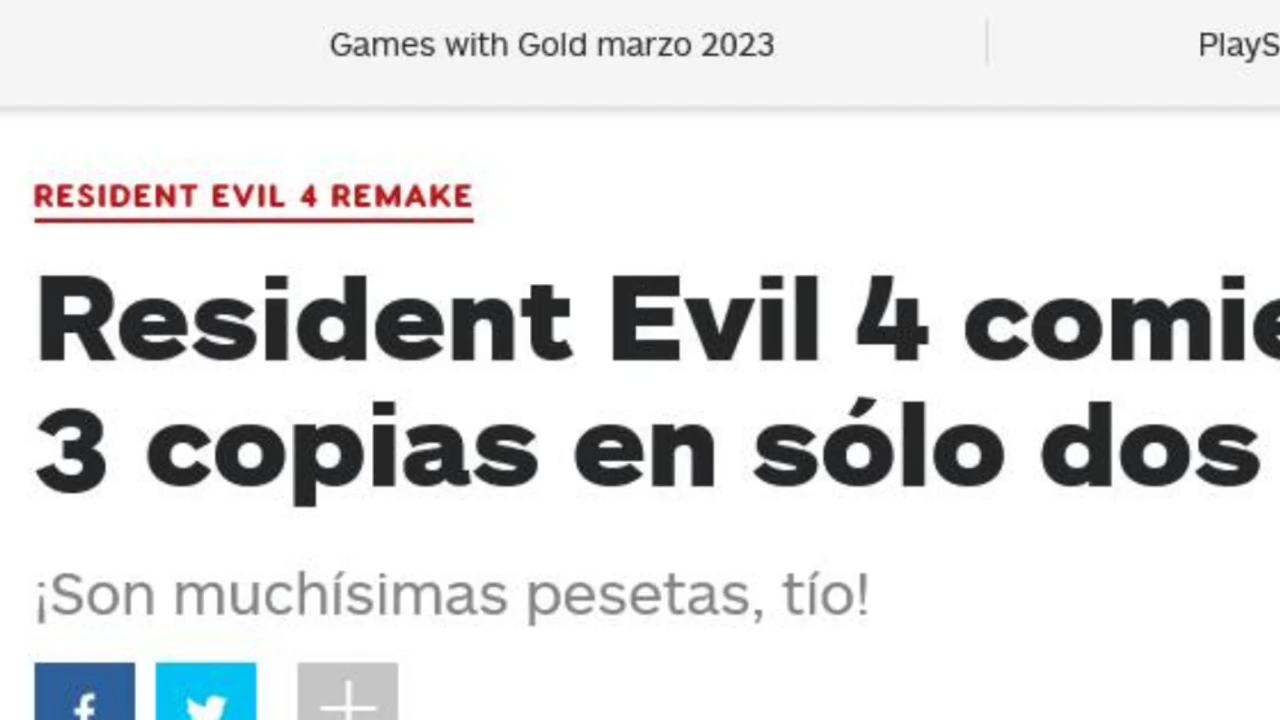 Games with Gold marzo 2023
RESIDENT EVIL 4 REMAKE
Resident Evil 4
3 copias en sólo dos
¡Son muchísimas pesetas, tío!